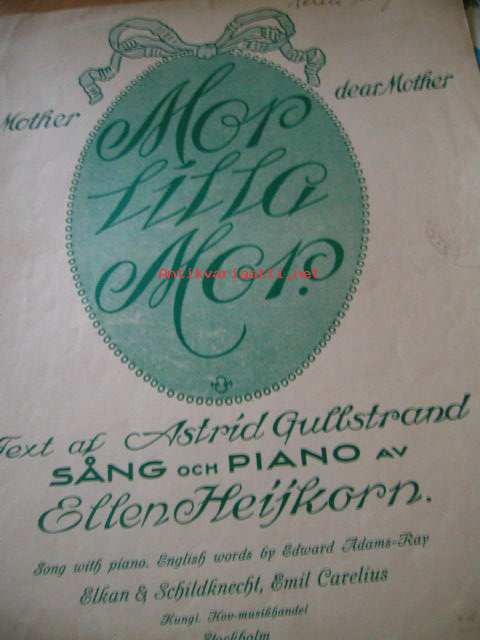 Mother
dear Mother
Mor
Lilla
Mor.
Antikvariaatti.net
Text af Astrid Gullstrand
SÅNG OCH PIANO AV
Ellen Heijkorn.
Song with piano. English words by Edward Adams-Ray
Elkan & Schildknecht, Emil Carelius
Kungl. Hov-musikhandel
Stockholm